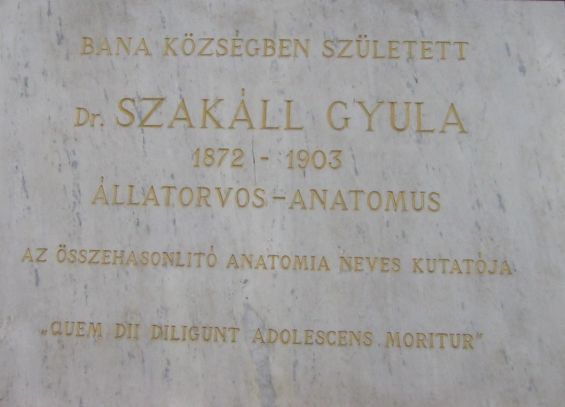 BANA KÖZSÉGBEN SZÜLETETT
Dr. SZAKÁLL GYULA
1872 - 1903
ÁLLATORVOS-ANATOMUS
AZ ÖSSZEHASONLITÓ ANATOMIA NEVES KUTATÓJA
„QUEM DII DILIGUNT ADOLESCENS MORITUR”